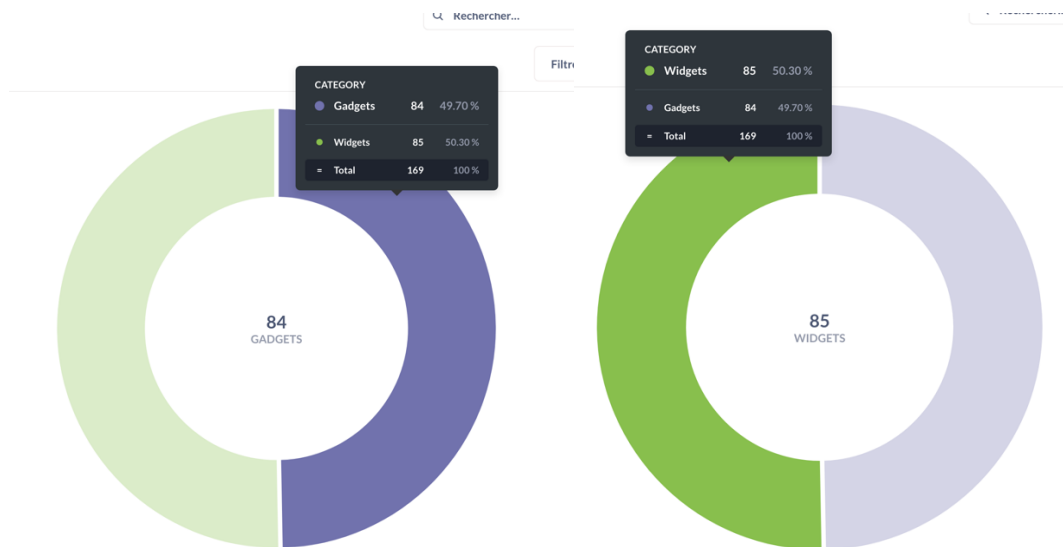 Rechercher...
Filtre
CATEGORY
Gadgets 84 49.70 %
Widgets 85 50.30 %
= Total 169 100 %
84
GADGETS
CATEGORY
Widgets 85 50.30 %
Gadgets 84 49.70 %
= Total 169 100 %
85
WIDGETS